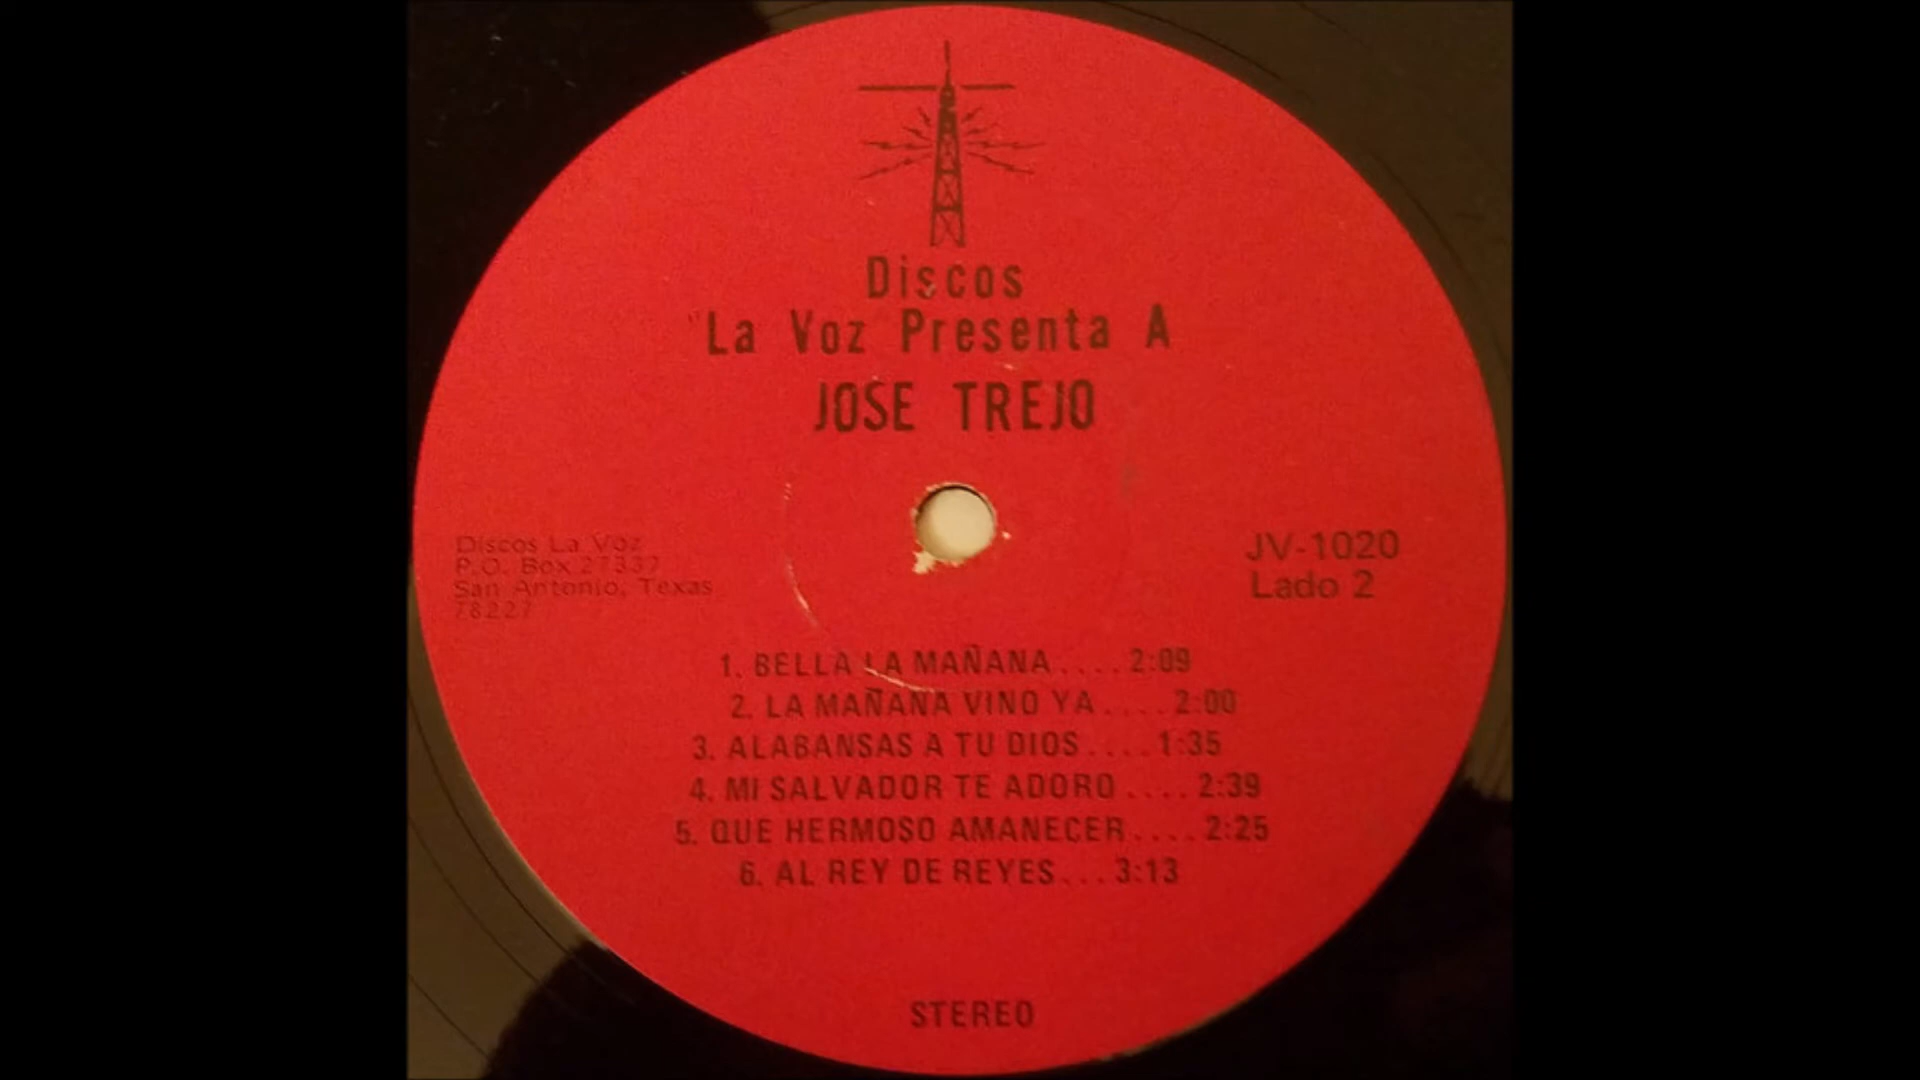 Discos
"La Voz Presenta A
JOSE TREJO
Discos La Voz
P.O. Box 27337
San Antonio, Texas
78227
JV-1020
Lado 2
1. BELLA LA MAÑANA....2:09
2. LA MAÑANA VINO YA....2:00
3. ALABANSAS A TU DIOS....1:35
4. MI SALVADOR TE ADORO....2:39
5. QUE HERMOSO AMANECER....2:25
6. AL REY DE REYES...3:13
STEREO